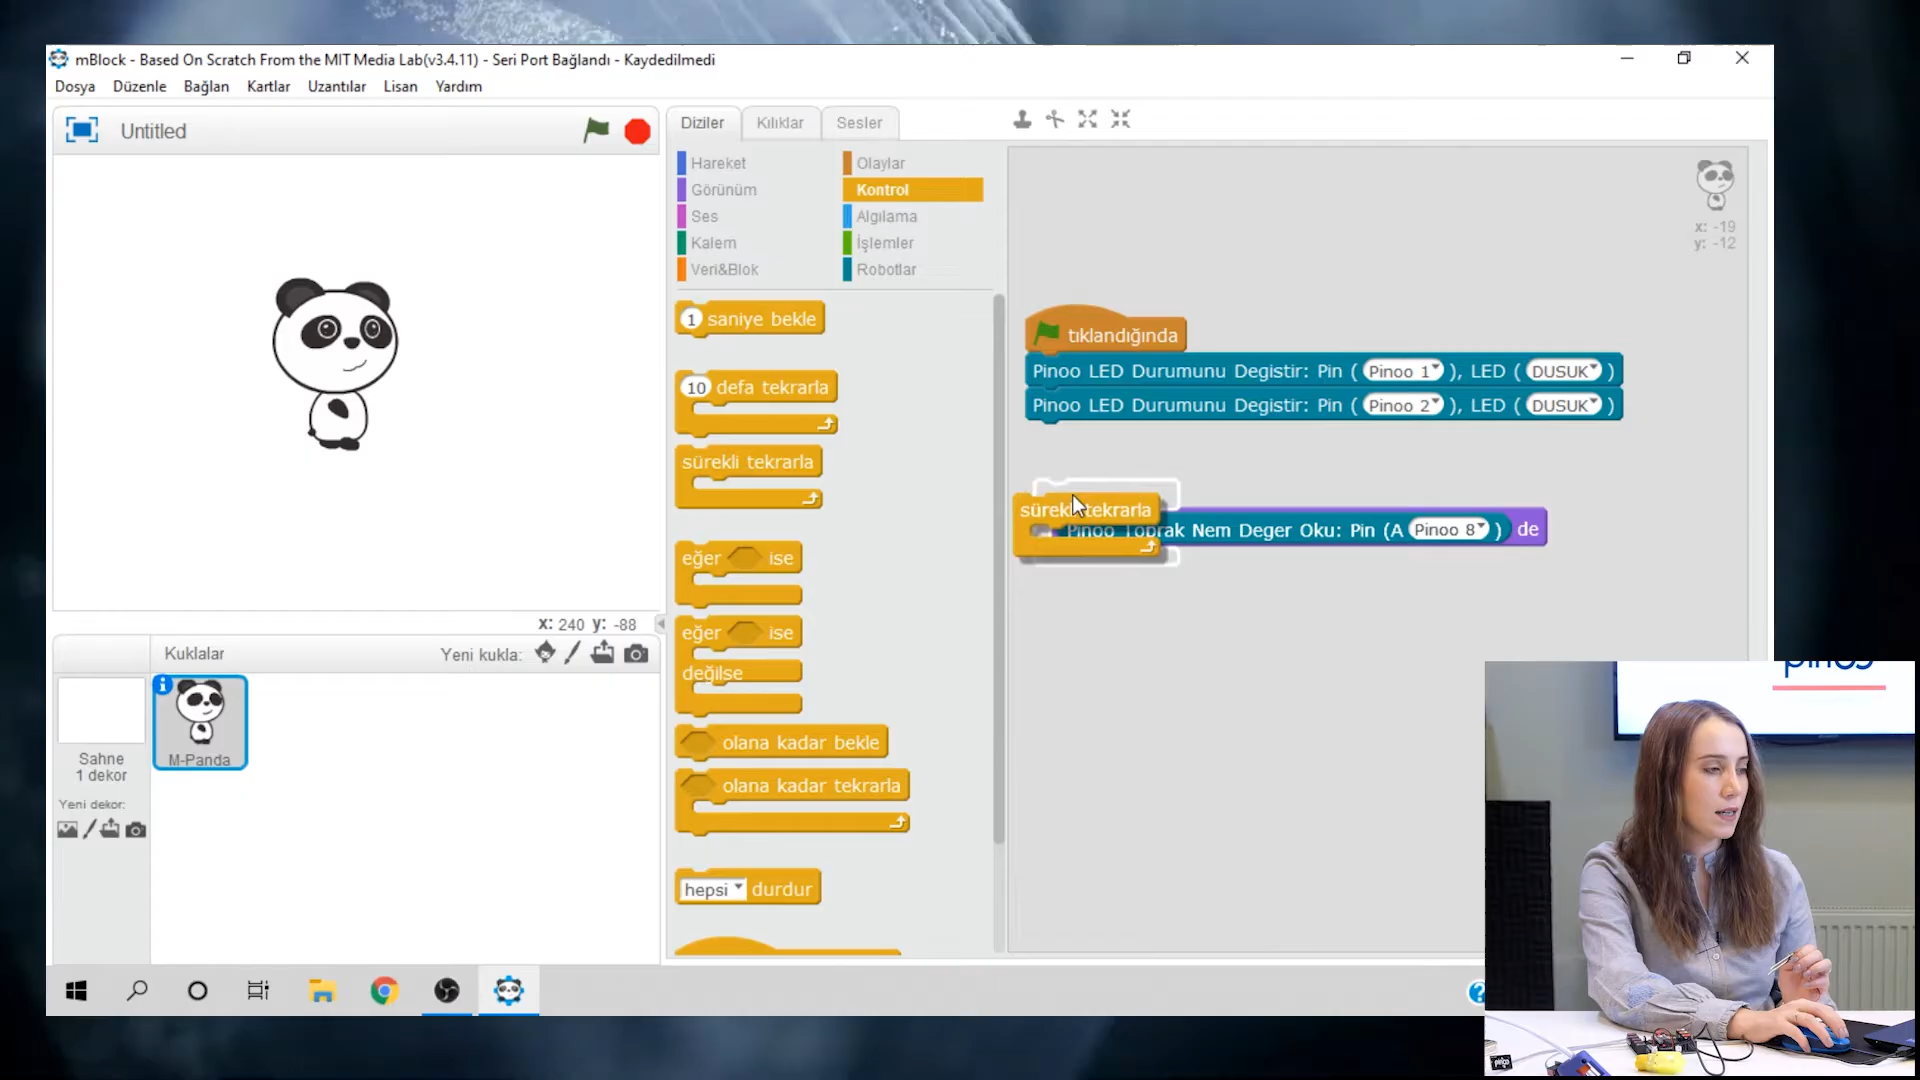 mBlock - Based On Scratch From the MIT Media Lab(v3.4.11) - Seri Port Bağlandı - Kaydedilmedi
Dosya Düzenle Bağlan Kartlar Uzantılar Lisan Yardım
Untitled
Diziler Kılıklar Sesler
Hareket Olaylar
Görünüm Kontrol
Ses Algılama
Kalem İşlemler
Veri&Blok Robotlar
x: -19
y: -12
1 saniye bekle
10 defa tekrarla
sürekli tekrarla
eğer ise
eğer ise
değilse
olana kadar bekle
olana kadar tekrarla
hepsi durdur
tıklandığında
Pinoo LED Durumunu Degistir: Pin ( Pinoo 1 ), LED ( DUSUK )
Pinoo LED Durumunu Degistir: Pin ( Pinoo 2 ), LED ( DUSUK )
sürekli tekrarla
Pinoo Toprak Nem Deger Oku: Pin (A Pinoo 8 ) de
x: 240 y: -88
Kuklalar Yeni kukla:
M-Panda
Sahne
1 dekor
Yeni dekor: